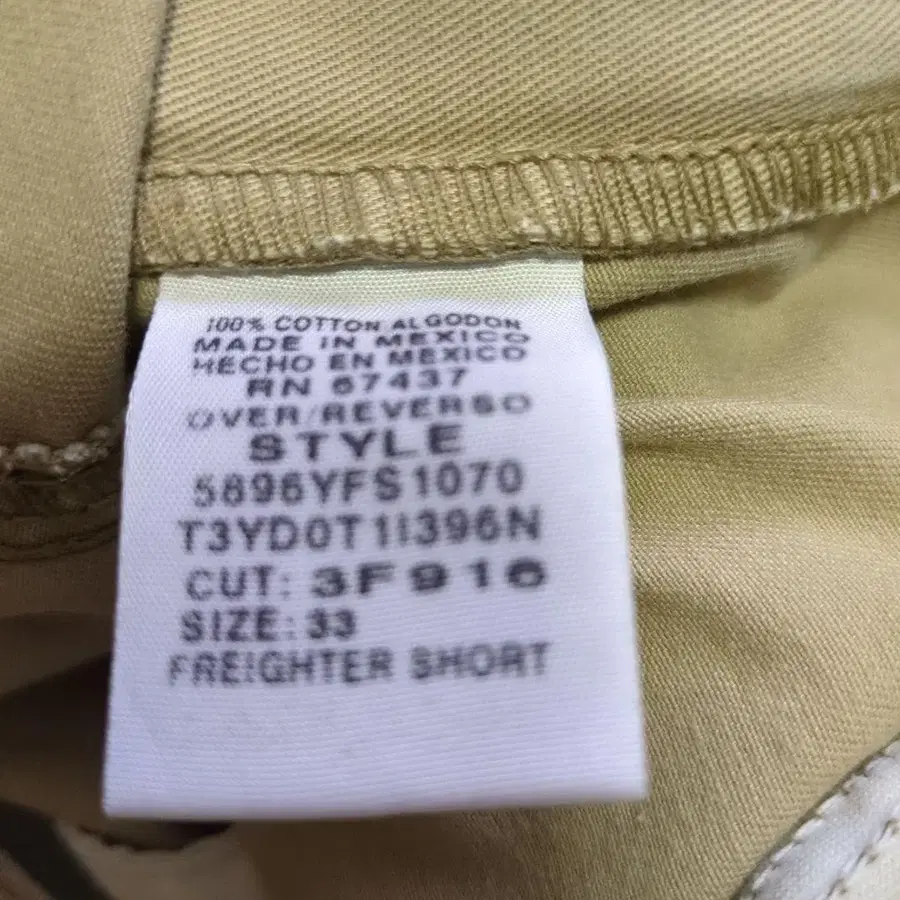 100% COTTON ALGODON
MADE IN MEXICO
HECHO EN MEXICO
RN 67437
OVER/REVERSO
STYLE
5896YFS1070
T3YD0T1I396N
CUT: 3F916
SIZE: 33
FREIGHTER SHORT